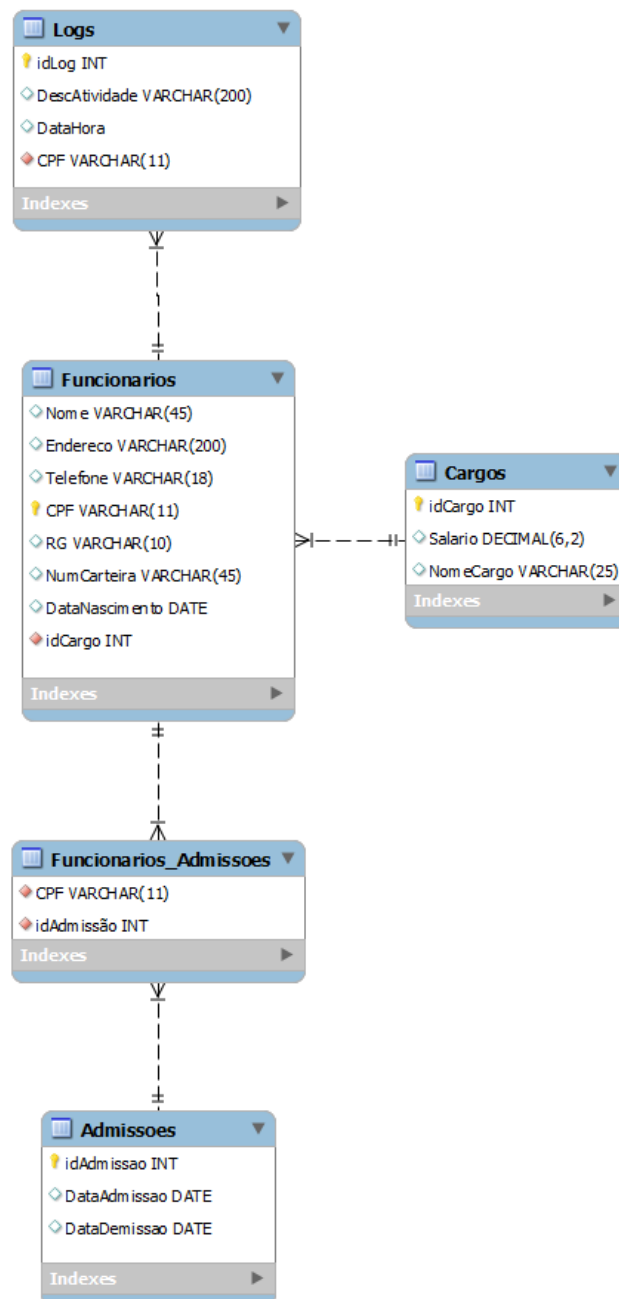 Logs
idLog INT
DescAtividade VARCHAR(200)
DataHora
CPF VARCHAR(11)
Indexes
Funcionarios
Nome VARCHAR(45)
Endereco VARCHAR(200)
Telefone VARCHAR(18)
CPF VARCHAR(11)
RG VARCHAR(10)
NumCarteira VARCHAR(45)
DataNascimento DATE
idCargo INT
Indexes
Cargos
idCargo INT
Salario DECIMAL(6,2)
NomeCargo VARCHAR(25)
Indexes
Funcionarios_Admissoes
CPF VARCHAR(11)
idAdmissão INT
Indexes
Admissoes
idAdmissao INT
DataAdmissao DATE
DataDemissao DATE
Indexes